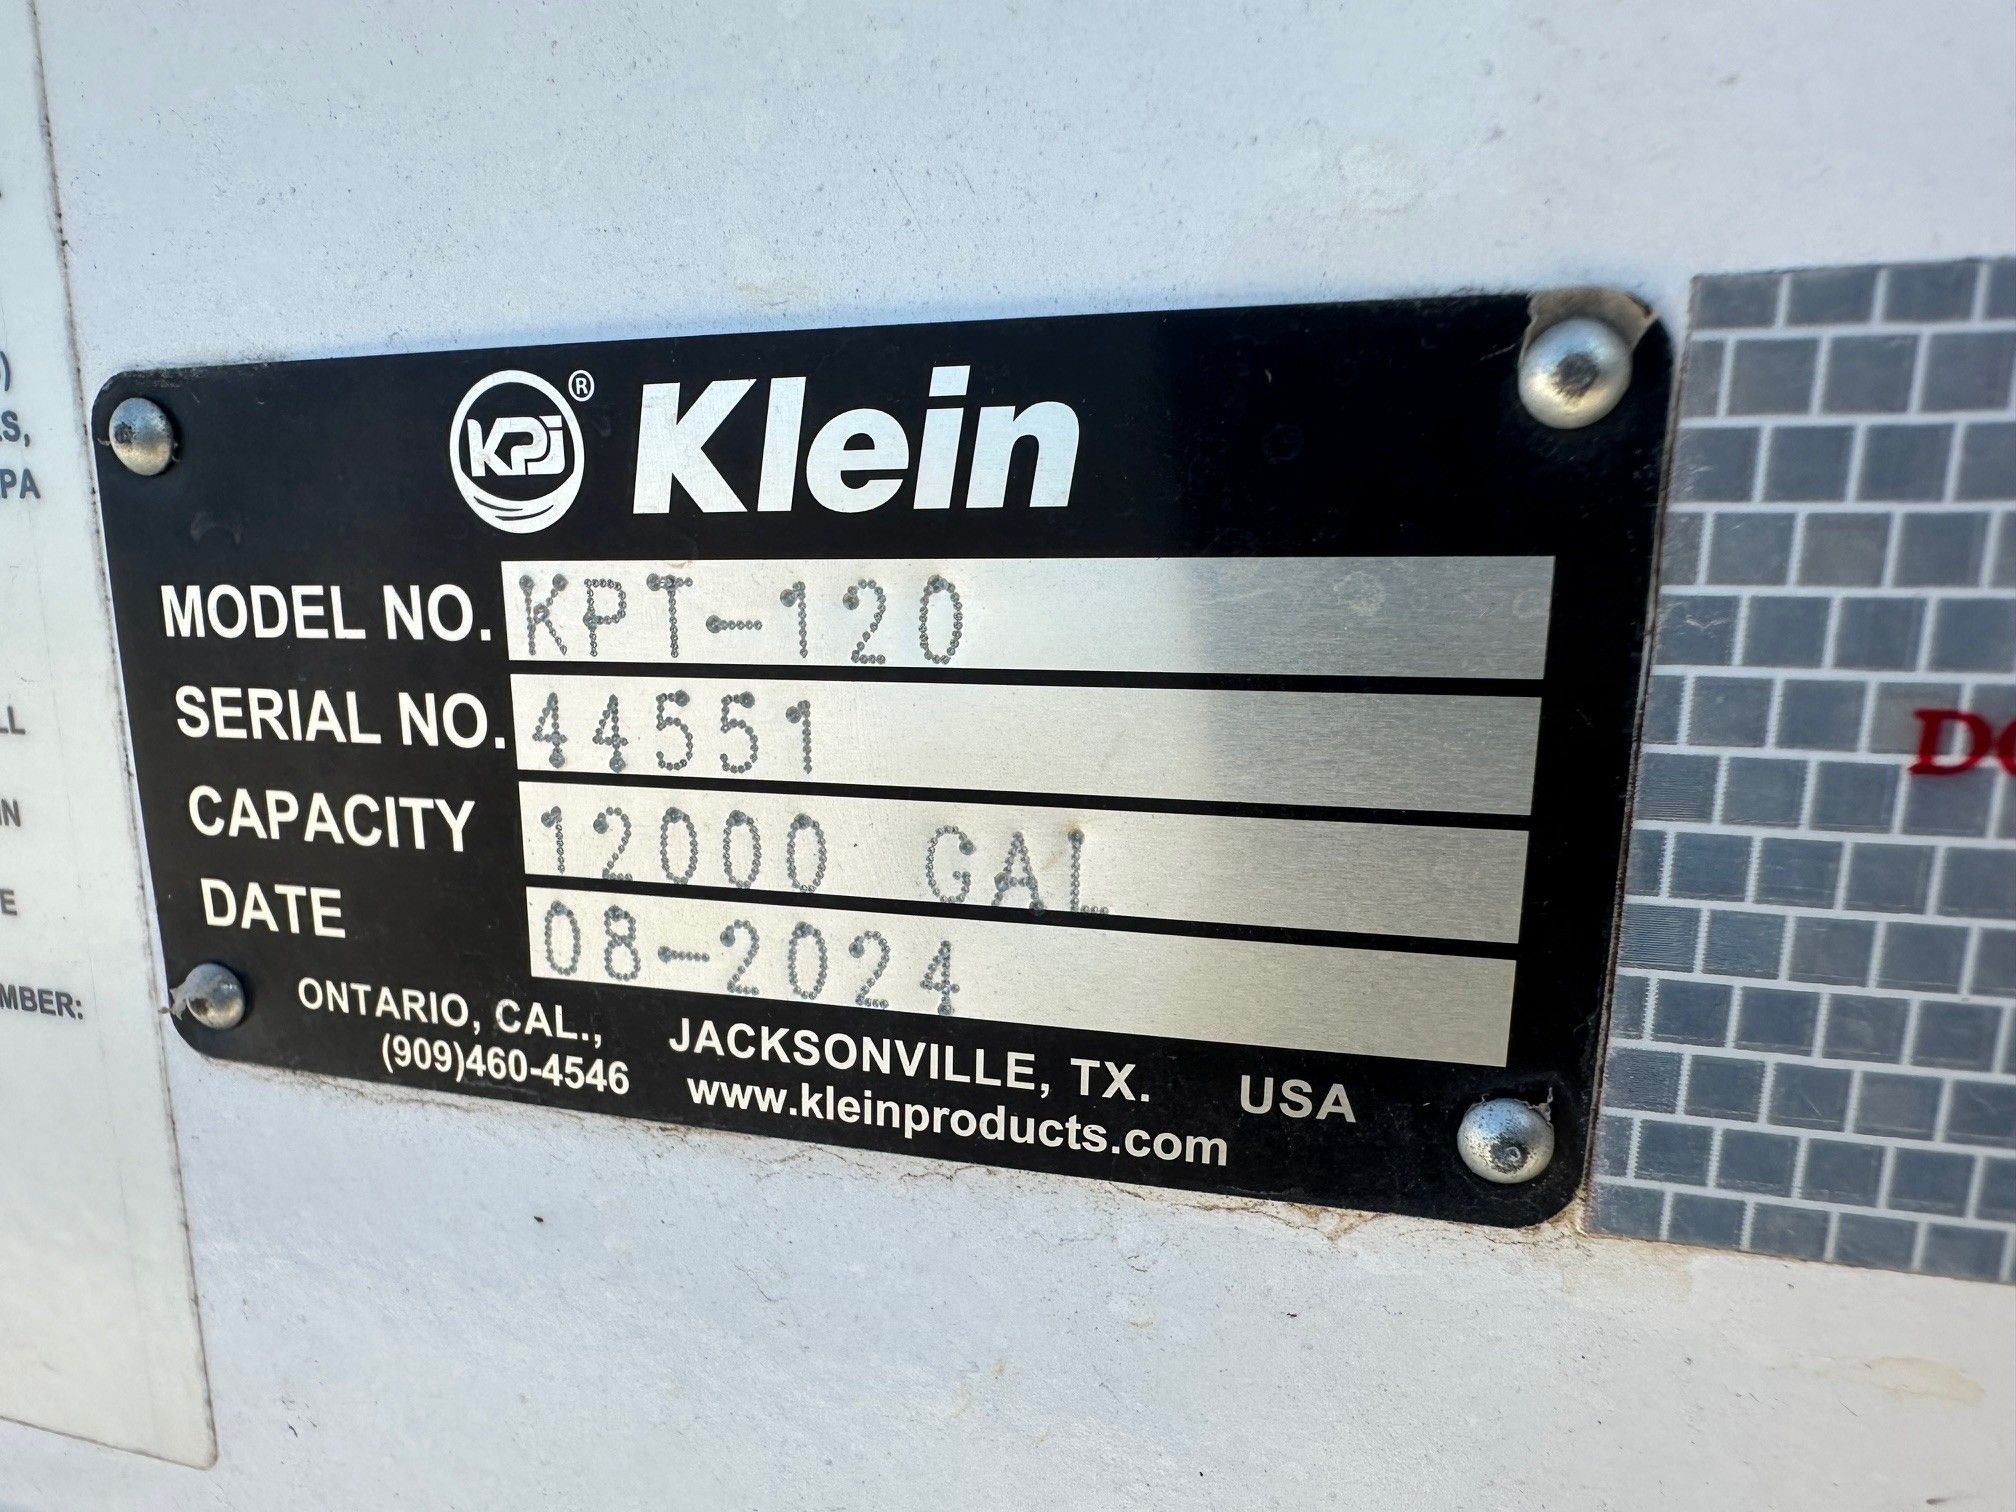 KPI® Klein
MODEL NO. KPT-120
SERIAL NO. 44551
CAPACITY 12000 GAL
DATE 08-2024
ONTARIO, CAL., JACKSONVILLE, TX. USA
(909)460-4546 www.kleinproducts.com